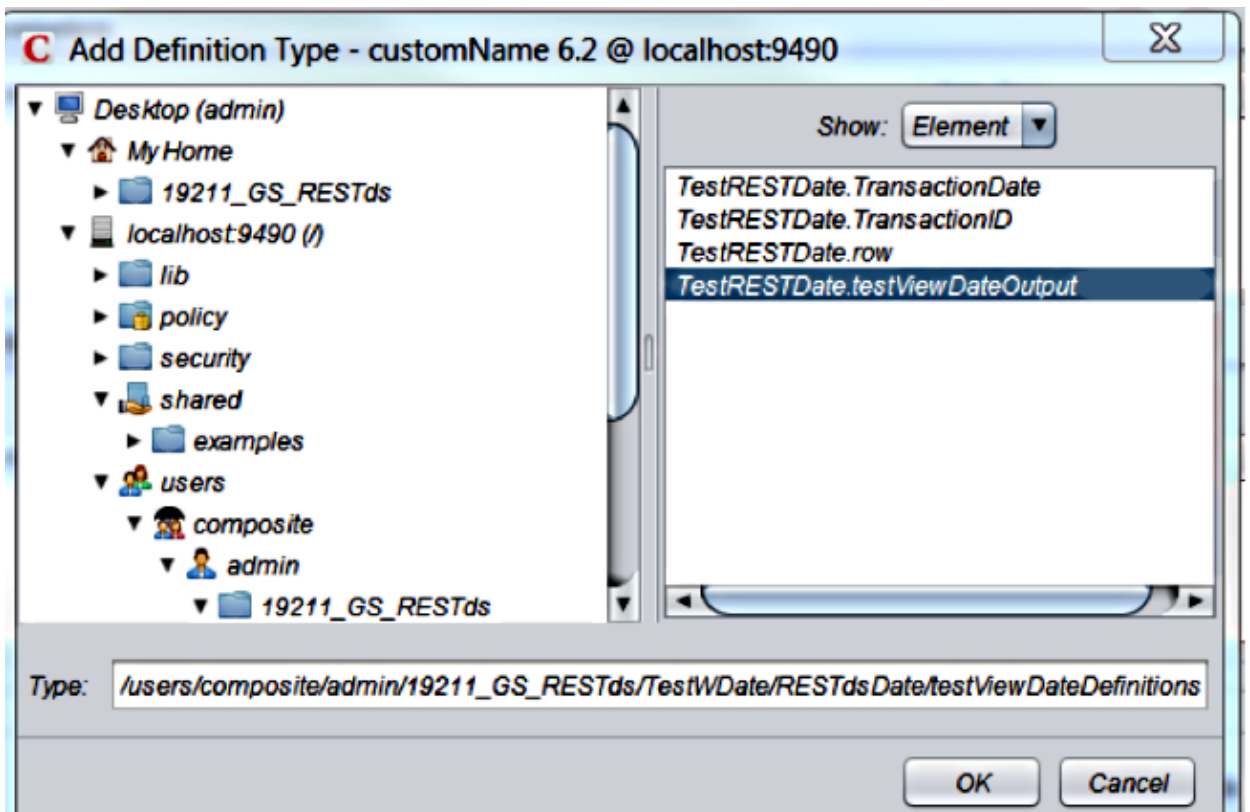 C Add Definition Type - customName 6.2 @ localhost:9490
Desktop (admin)
My Home
19211_GS_RESTds
localhost:9490 (/)
lib
policy
security
shared
examples
users
composite
admin
19211_GS_RESTds
Show: Element
TestRESTDate.TransactionDate
TestRESTDate.TransactionID
TestRESTDate.row
TestRESTDate.testViewDateOutput
Type: /users/composite/admin/19211_GS_RESTds/TestWDate/RESTdsDate/testViewDateDefinitions
OK Cancel